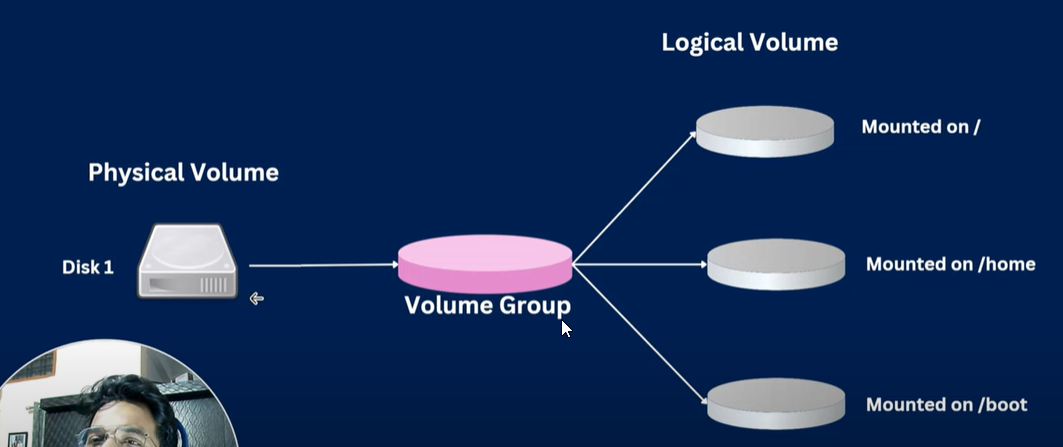 Logical Volume
Mounted on /
Physical Volume
Disk 1
Volume Group
Mounted on /home
Mounted on /boot